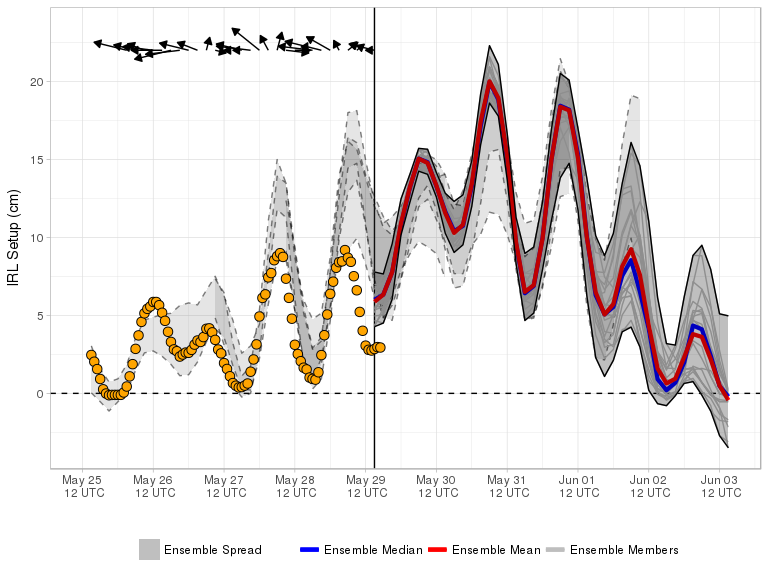 IRL Setup (cm)
20
15
10
5
0
May 25 May 26 May 27 May 28 May 29 May 30 May 31 Jun 01 Jun 02 Jun 03
12 UTC 12 UTC 12 UTC 12 UTC 12 UTC 12 UTC 12 UTC 12 UTC 12 UTC 12 UTC
Ensemble Spread Ensemble Median Ensemble Mean Ensemble Members